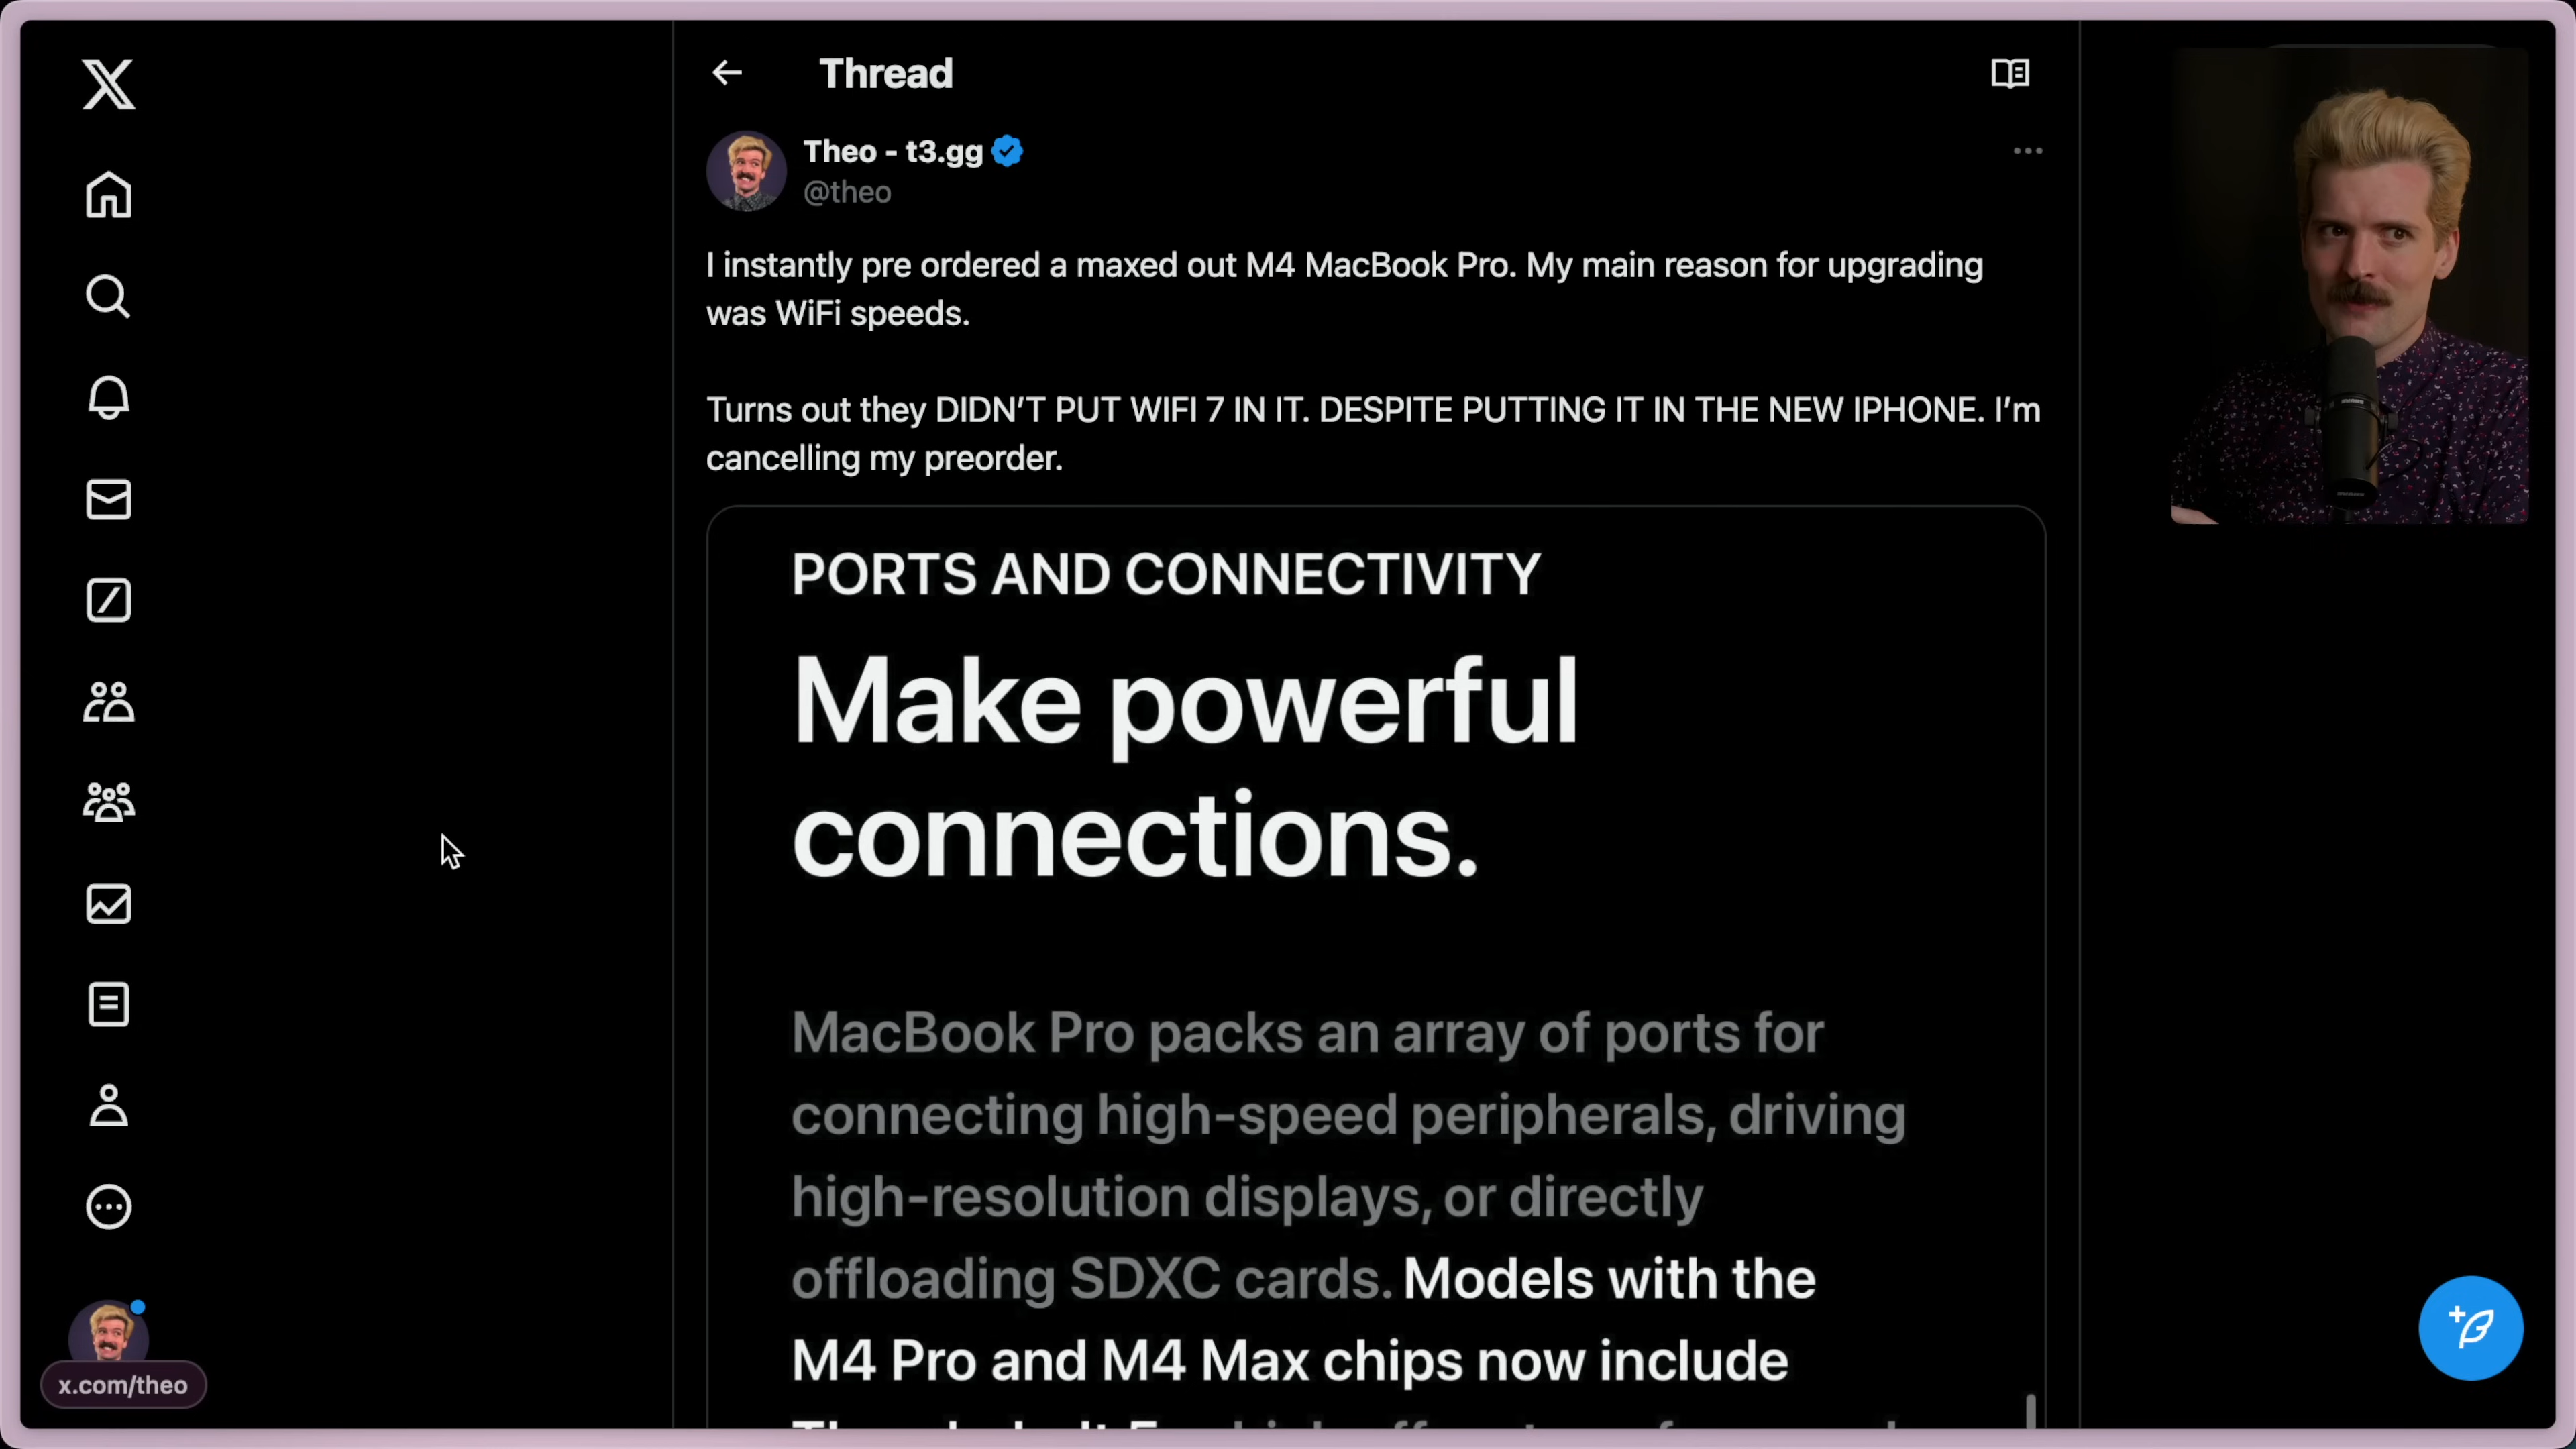 Thread
Theo - t3.gg
@theo
I instantly pre ordered a maxed out M4 MacBook Pro. My main reason for upgrading
was WiFi speeds.
Turns out they DIDN'T PUT WIFI 7 IN IT. DESPITE PUTTING IT IN THE NEW IPHONE. I'm
cancelling my preorder.
PORTS AND CONNECTIVITY
Make powerful
connections.
MacBook Pro packs an array of ports for
connecting high-speed peripherals, driving
high-resolution displays, or directly
offloading SDXC cards. Models with the
M4 Pro and M4 Max chips now include
x.com/theo